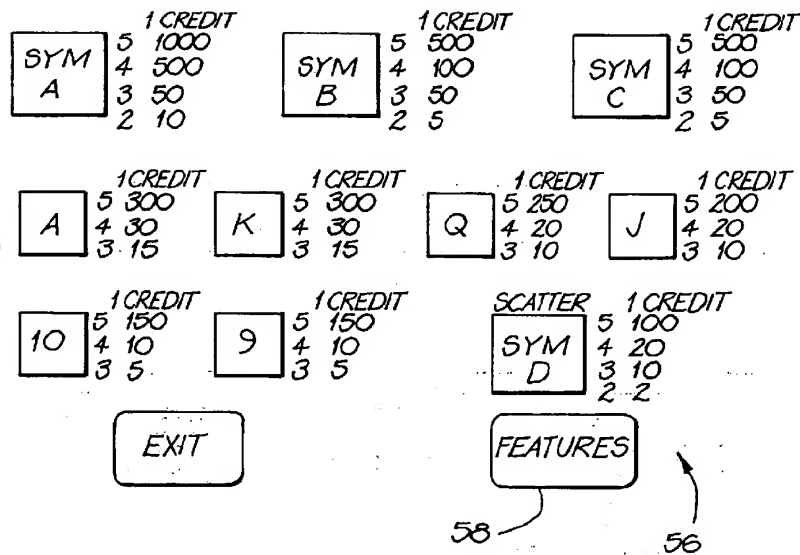 1 CREDIT 1 CREDIT 1 CREDIT
SYM A 5 1000 SYM B 5 500 SYM C 5 500
4 500 4 100 4 100
3 50 3 50 3 50
2 10 2 5 2 5
1 CREDIT 1 CREDIT 1 CREDIT 1 CREDIT
A 5 300 K 5 300 Q 5 250 J 5 200
4 30 4 30 4 20 4 20
3 15 3 15 3 10 3 10
1 CREDIT 1 CREDIT SCATTER 1 CREDIT
10 5 150 9 5 150 SYM D 5 100
4 10 4 10 4 20
3 5 3 5 3 10
2 2
EXIT FEATURES
58 56